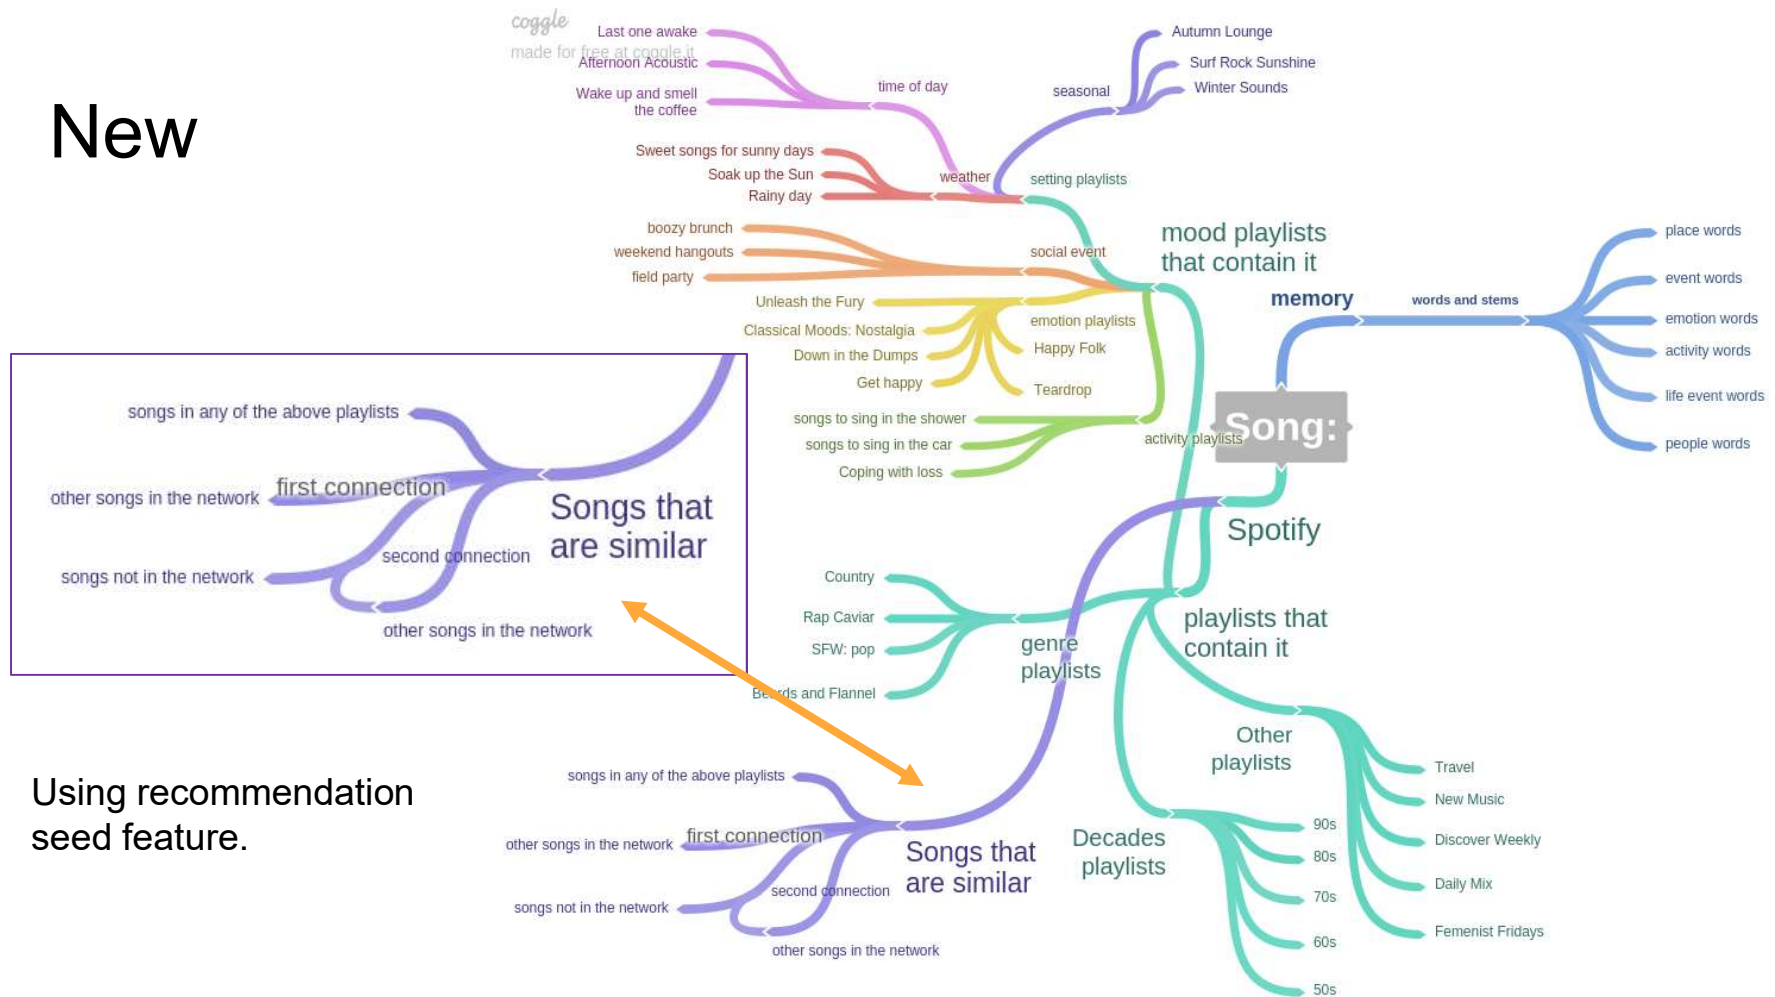 New
coggle
made for free at coggle.it
Last one awake
Afternoon Acoustic
Wake up and smell
the coffee
time of day
Autumn Lounge
Surf Rock Sunshine
Winter Sounds
seasonal
Sweet songs for sunny days
Soak up the Sun
Rainy day
weather
setting playlists
boozy brunch
weekend hangouts
field party
social event
mood playlists
that contain it
Unleash the Fury
Classical Moods: Nostalgia
Down in the Dumps
Get happy
emotion playlists
Happy Folk
Teardrop
songs to sing in the shower
songs to sing in the car
Coping with loss
activity playlists
memory
words and stems
place words
event words
emotion words
activity words
life event words
people words
Song:
Spotify
songs in any of the above playlists
other songs in the network
first connection
songs not in the network
second connection
other songs in the network
Songs that
are similar
Country
Rap Caviar
SFW: pop
Beards and Flannel
genre
playlists
playlists that
contain it
Other
playlists
Travel
New Music
Discover Weekly
Daily Mix
Femenist Fridays
Decades
playlists
90s
80s
70s
60s
50s
Using recommendation
seed feature.
songs in any of the above playlists
other songs in the network
first connection
songs not in the network
second connection
other songs in the network
Songs that
are similar